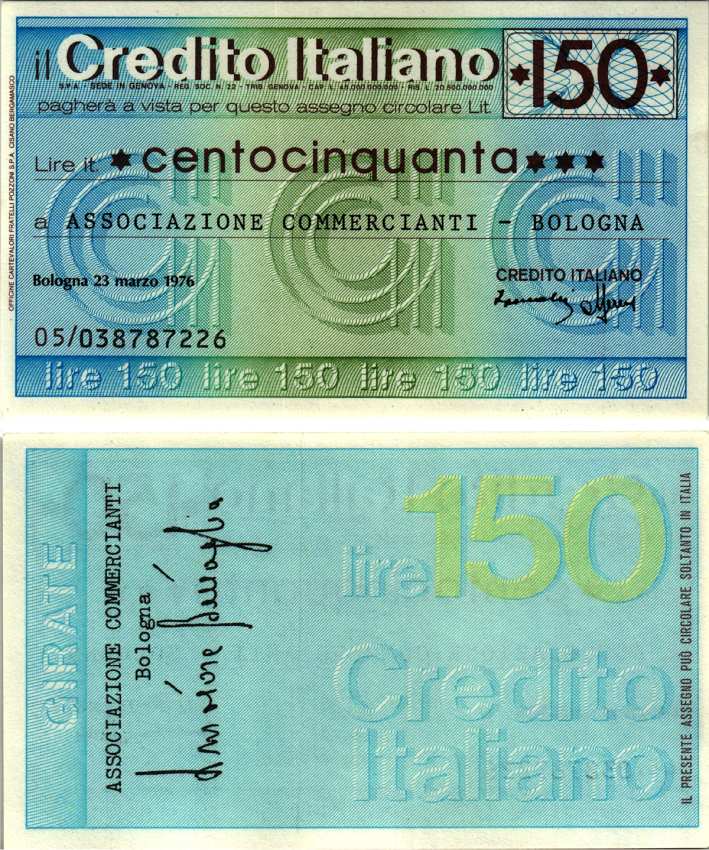 il Credito Italiano
S.P.A. - SEDE IN GENOVA - REG. SOC. N. 22 - TRIB. GENOVA - CAP. L. 45.000.000.000 - RIS. L. 20.800.000.000
*150*
pagherà a vista per questo assegno circolare Lit.
Lire it. *centocinquanta***
a ASSOCIAZIONE COMMERCIANTI - BOLOGNA
Bologna 23 marzo 1976
CREDITO ITALIANO
05/038787226
lire 150 lire 150 lire 150 lire 150
OFFICINE CARTEVALORI FRATELLI POZZONI S.P.A. CISANO BERGAMASCO
GIRATE
ASSOCIAZIONE COMMERCIANTI
Bologna
lire 150
Credito
Italiano
IL PRESENTE ASSEGNO PUÒ CIRCOLARE SOLTANTO IN ITALIA